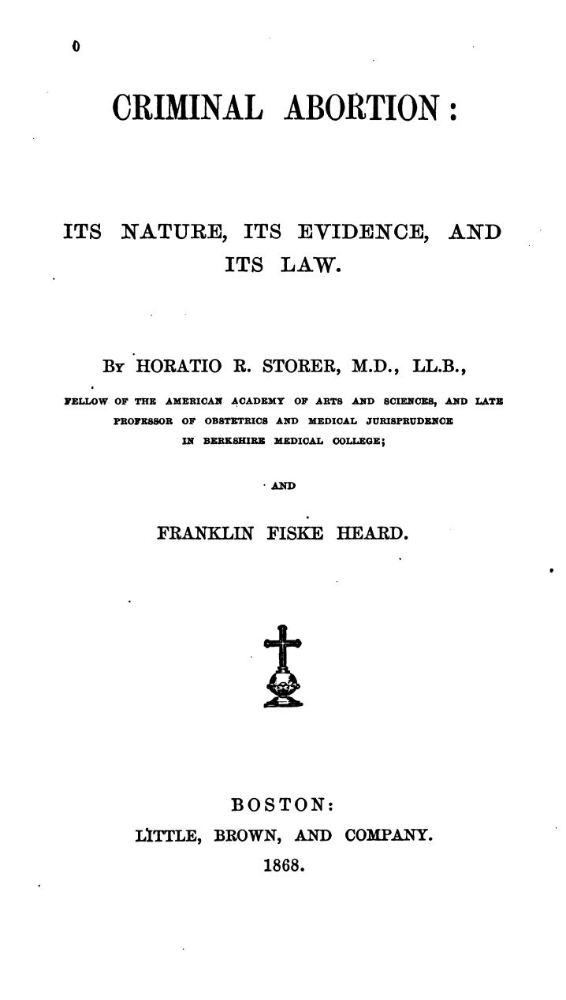 0
CRIMINAL ABORTION:
ITS NATURE, ITS EVIDENCE, AND
ITS LAW.
By HORATIO R. STORER, M.D., LL.B.,
FELLOW OF THE AMERICAN ACADEMY OF ARTS AND SCIENCES, AND LATE
PROFESSOR OF OBSTETRICS AND MEDICAL JURISPRUDENCE
IN BERKSHIRE MEDICAL COLLEGE;
AND
FRANKLIN FISKE HEARD.
BOSTON:
LITTLE, BROWN, AND COMPANY.
1868.